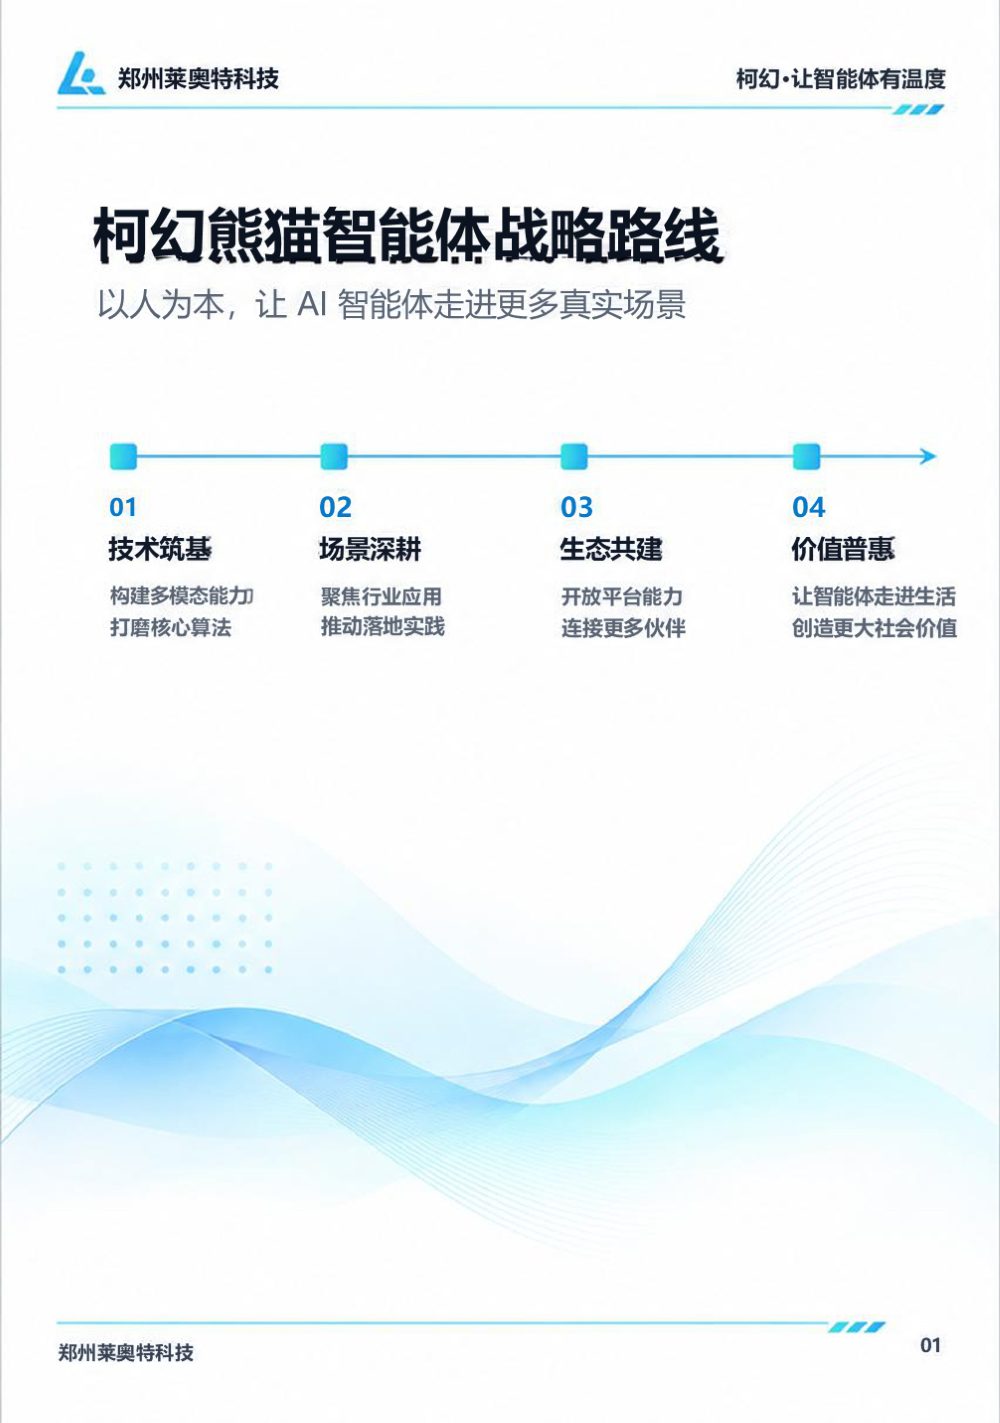 郑州莱奥特科技
柯幻·让智能体有温度
柯幻熊猫智能体战略路线
以人为本，让 AI 智能体走进更多真实场景
01
技术筑基
构建多模态能力
打磨核心算法
02
场景深耕
聚焦行业应用
推动落地实践
03
生态共建
开放平台能力
连接更多伙伴
04
价值普惠
让智能体走进生活
创造更大社会价值
郑州莱奥特科技
01